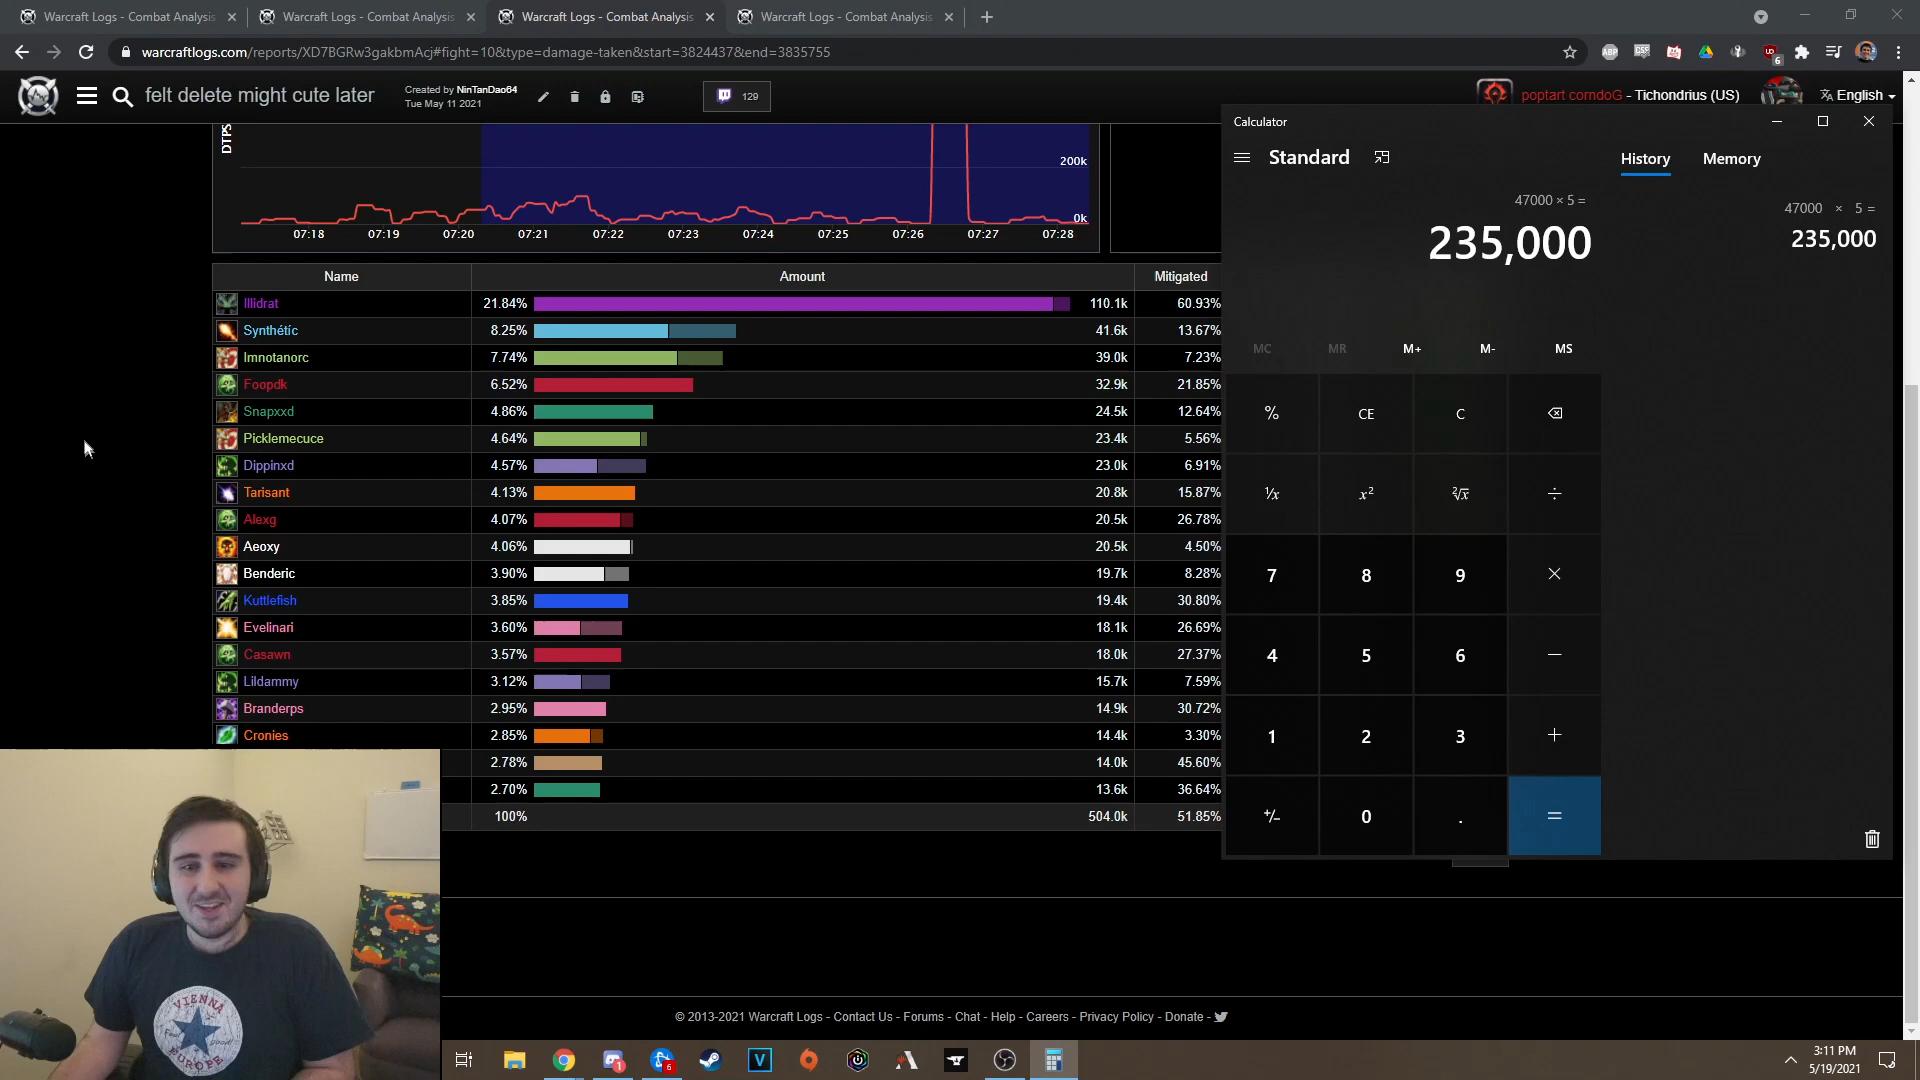 Warcraft Logs - Combat Analysis
Warcraft Logs - Combat Analysis
Warcraft Logs - Combat Analysis
Warcraft Logs - Combat Analysis
warcraftlogs.com/reports/XD7BGRw3gakbmAcj#fight=10&type=damage-taken&start=3824437&end=3835755
ABP
CSS
6
felt delete might cute later
Created by NinTanDao64
Tue May 11 2021
129
poptart corndoG - Tichondrius (US)
English
DTPS
200k
0k
07:18 07:19 07:20 07:21 07:22 07:23 07:24 07:25 07:26 07:27 07:28
Name Amount Mitigated
Illidrat 21.84% 110.1k 60.93%
Synthétíc 8.25% 41.6k 13.67%
Imnotanorc 7.74% 39.0k 7.23%
Foopdk 6.52% 32.9k 21.85%
Snapxxd 4.86% 24.5k 12.64%
Picklemecuce 4.64% 23.4k 5.56%
Dippinxd 4.57% 23.0k 6.91%
Tarisant 4.13% 20.8k 15.87%
Alexg 4.07% 20.5k 26.78%
Aeoxy 4.06% 20.5k 4.50%
Benderic 3.90% 19.7k 8.28%
Kuttlefish 3.85% 19.4k 30.80%
Evelinari 3.60% 18.1k 26.69%
Casawn 3.57% 18.0k 27.37%
Lildammy 3.12% 15.7k 7.59%
Branderps 2.95% 14.9k 30.72%
Cronies 2.85% 14.4k 3.30%
2.78% 14.0k 45.60%
2.70% 13.6k 36.64%
100% 504.0k 51.85%
Calculator
Standard
History Memory
47000 × 5 =
235,000
47000 × 5 =
235,000
MC MR M+ M- MS
% CE C
¹/x x² ²√x ÷
7 8 9 ×
4 5 6 −
1 2 3 +
+/− 0 . =
VIENNA
EUROPE
© 2013-2021 Warcraft Logs - Contact Us - Forums - Chat - Help - Careers - Privacy Policy - Donate -
1
6
V
3:11 PM
5/19/2021